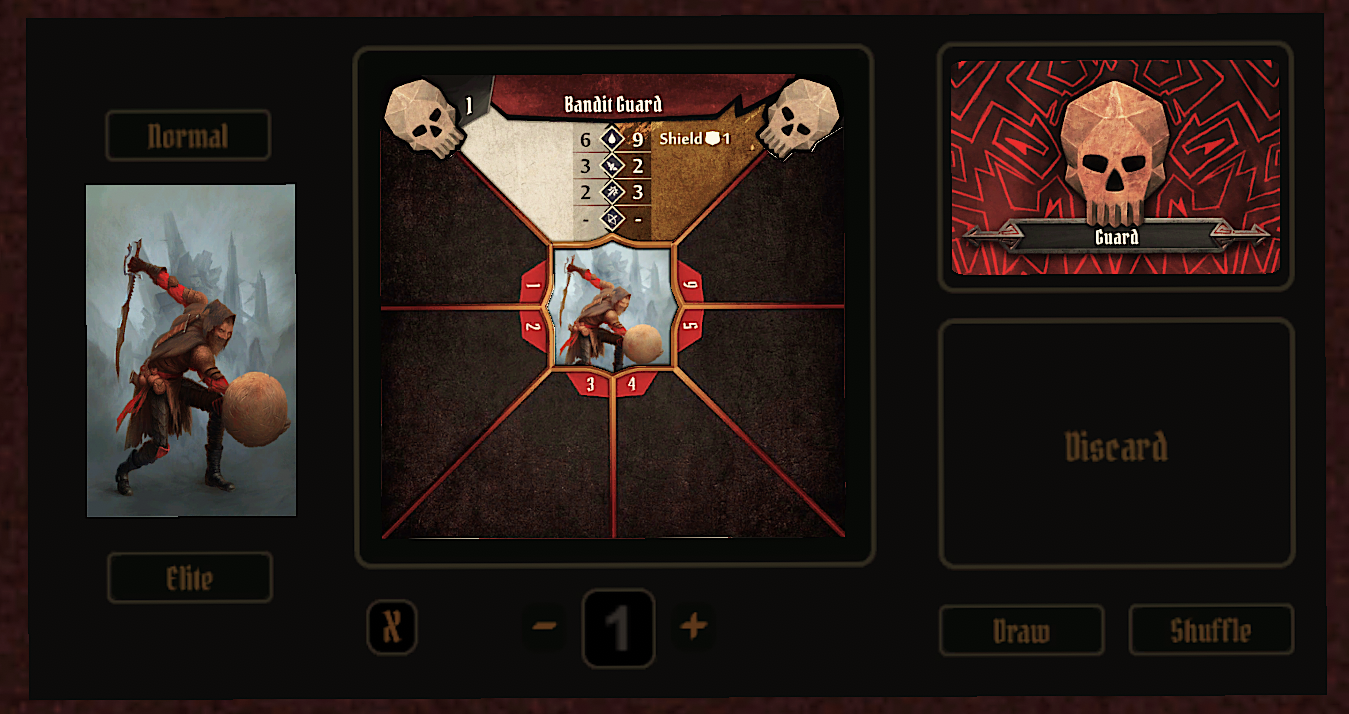 Normal
Elite
1
Bandit Guard
6 9 Shield 1
3 2
2 3
- -
1
2
3
4
5
6
X
- 1 +
Guard
Discard
Draw
Shuffle